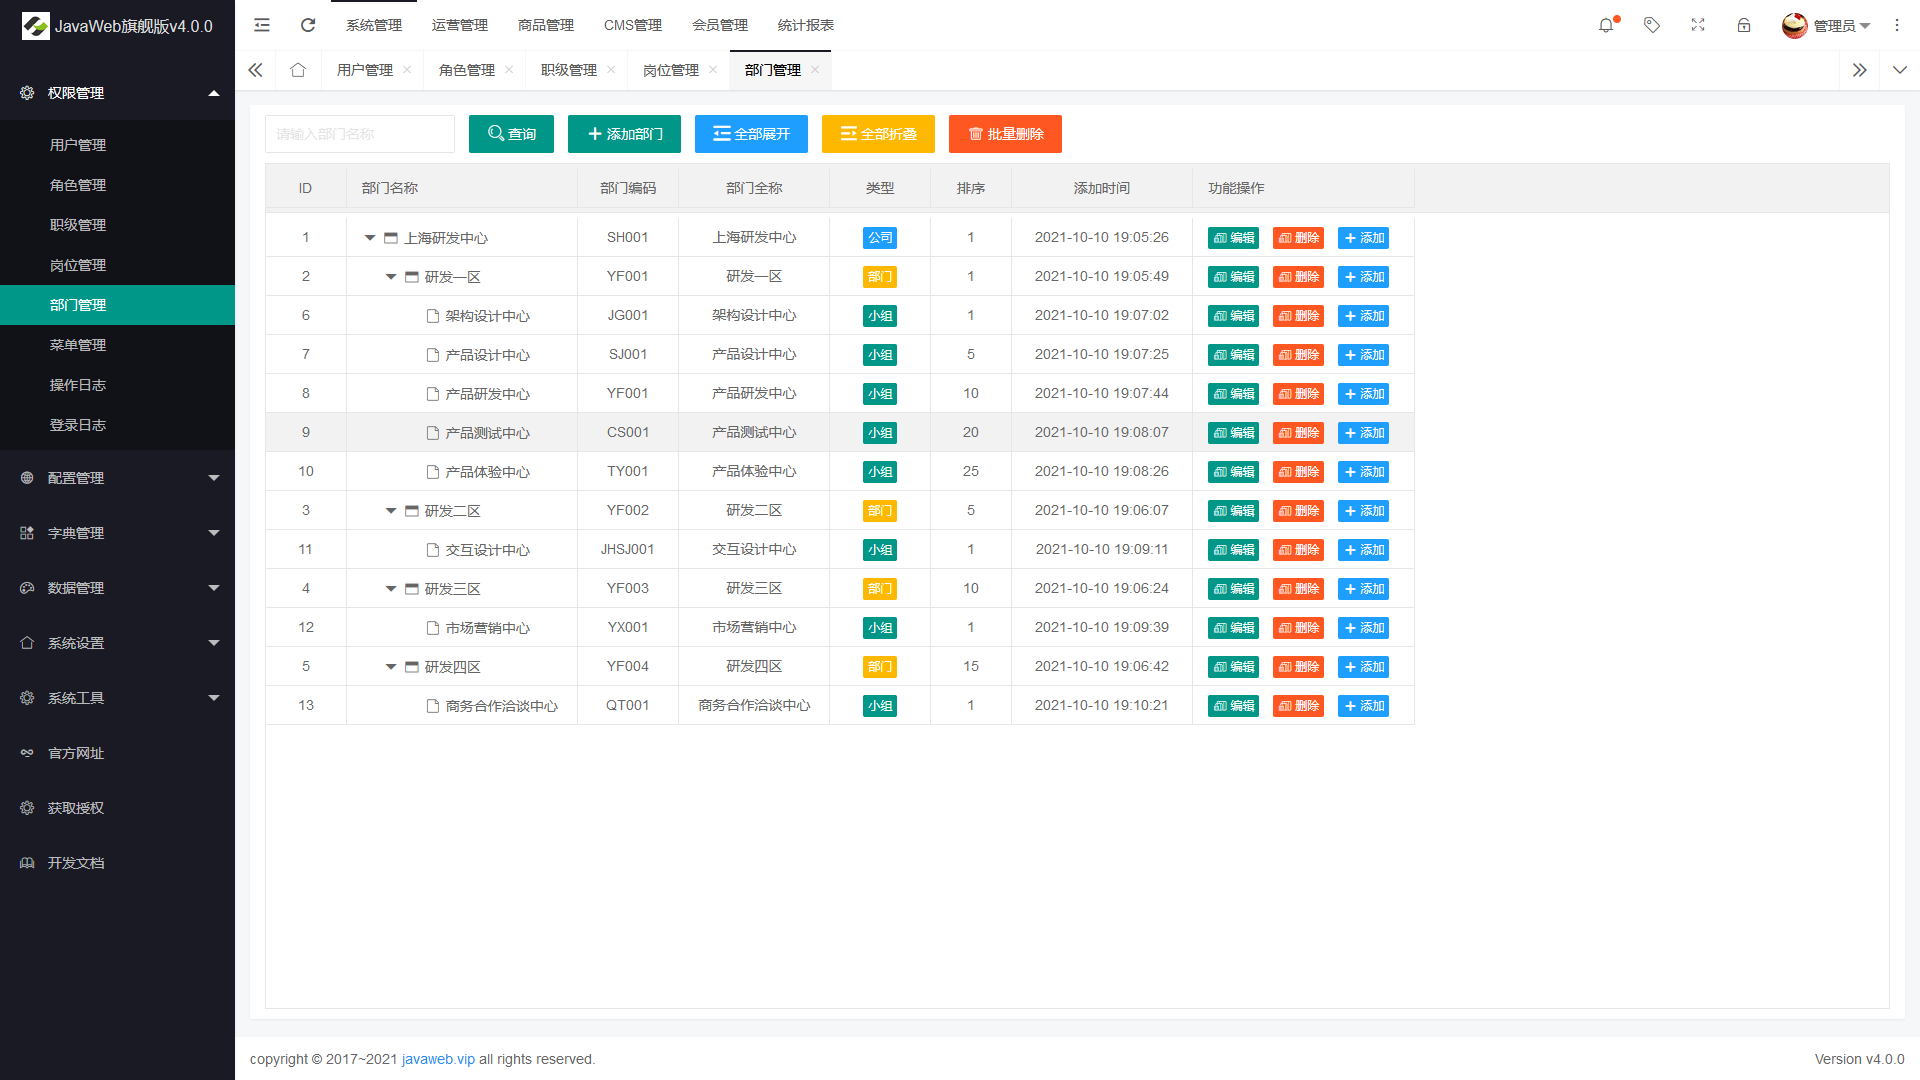 JavaWeb旗舰版v4.0.0
系统管理 运营管理 商品管理 CMS管理 会员管理 统计报表 管理员
用户管理 角色管理 职级管理 岗位管理 部门管理
权限管理
用户管理
角色管理
职级管理
岗位管理
部门管理
菜单管理
操作日志
登录日志
配置管理
字典管理
数据管理
系统设置
系统工具
官方网址
获取授权
开发文档
请输入部门名称 查询 添加部门 全部展开 全部折叠 批量删除
ID 部门名称 部门编码 部门全称 类型 排序 添加时间 功能操作
1 上海研发中心 SH001 上海研发中心 公司 1 2021-10-10 19:05:26 编辑 删除 添加
2 研发一区 YF001 研发一区 部门 1 2021-10-10 19:05:49 编辑 删除 添加
6 架构设计中心 JG001 架构设计中心 小组 1 2021-10-10 19:07:02 编辑 删除 添加
7 产品设计中心 SJ001 产品设计中心 小组 5 2021-10-10 19:07:25 编辑 删除 添加
8 产品研发中心 YF001 产品研发中心 小组 10 2021-10-10 19:07:44 编辑 删除 添加
9 产品测试中心 CS001 产品测试中心 小组 20 2021-10-10 19:08:07 编辑 删除 添加
10 产品体验中心 TY001 产品体验中心 小组 25 2021-10-10 19:08:26 编辑 删除 添加
3 研发二区 YF002 研发二区 部门 5 2021-10-10 19:06:07 编辑 删除 添加
11 交互设计中心 JHSJ001 交互设计中心 小组 1 2021-10-10 19:09:11 编辑 删除 添加
4 研发三区 YF003 研发三区 部门 10 2021-10-10 19:06:24 编辑 删除 添加
12 市场营销中心 YX001 市场营销中心 小组 1 2021-10-10 19:09:39 编辑 删除 添加
5 研发四区 YF004 研发四区 部门 15 2021-10-10 19:06:42 编辑 删除 添加
13 商务合作洽谈中心 QT001 商务合作洽谈中心 小组 1 2021-10-10 19:10:21 编辑 删除 添加
copyright © 2017~2021 javaweb.vip all rights reserved. Version v4.0.0